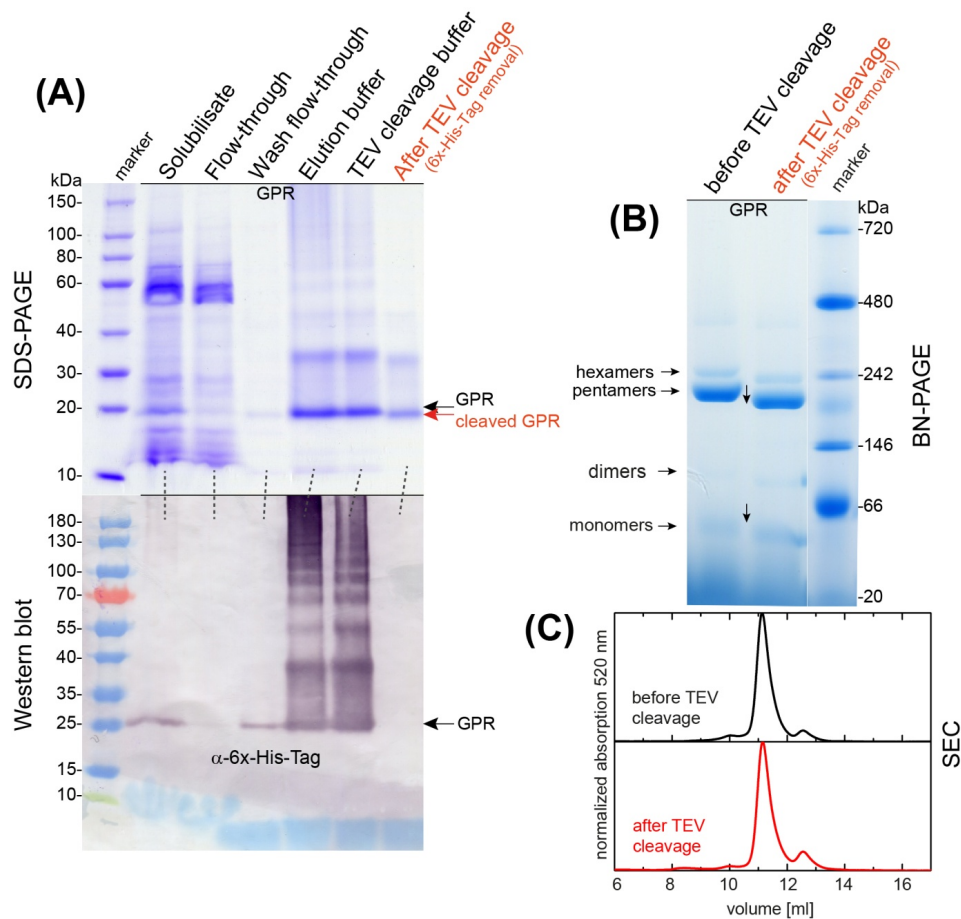 (A)
marker
Solubilisate
Flow-through
Wash flow-through
Elution buffer
TEV cleavage buffer
After TEV cleavage
(6x-His-Tag removal)
GPR
kDa
150-
100-
80-
60-
40-
30-
20-
10-
SDS-PAGE
GPR
cleaved GPR
180-
130-
100-
70-
55-
40-
35-
25-
15-
10-
Western blot
GPR
α-6x-His-Tag
(B)
before TEV cleavage
after TEV cleavage
(6x-His-Tag removal)
marker
GPR
kDa
-720
-480
-242
-146
-66
-20
hexamers
pentamers
dimers
monomers
BN-PAGE
(C)
normalized absorption 520 nm
before TEV
cleavage
after TEV
cleavage
SEC
6 8 10 12 14 16
volume [ml]